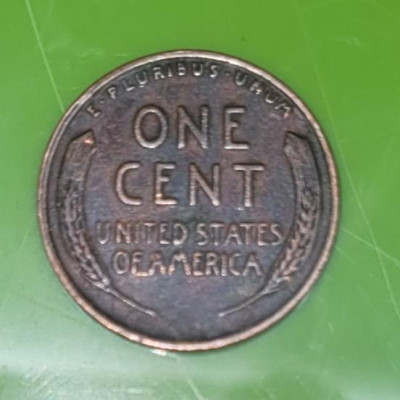 E·PLURIBUS·UNUM
ONE
CENT
UNITED STATES
OF AMERICA